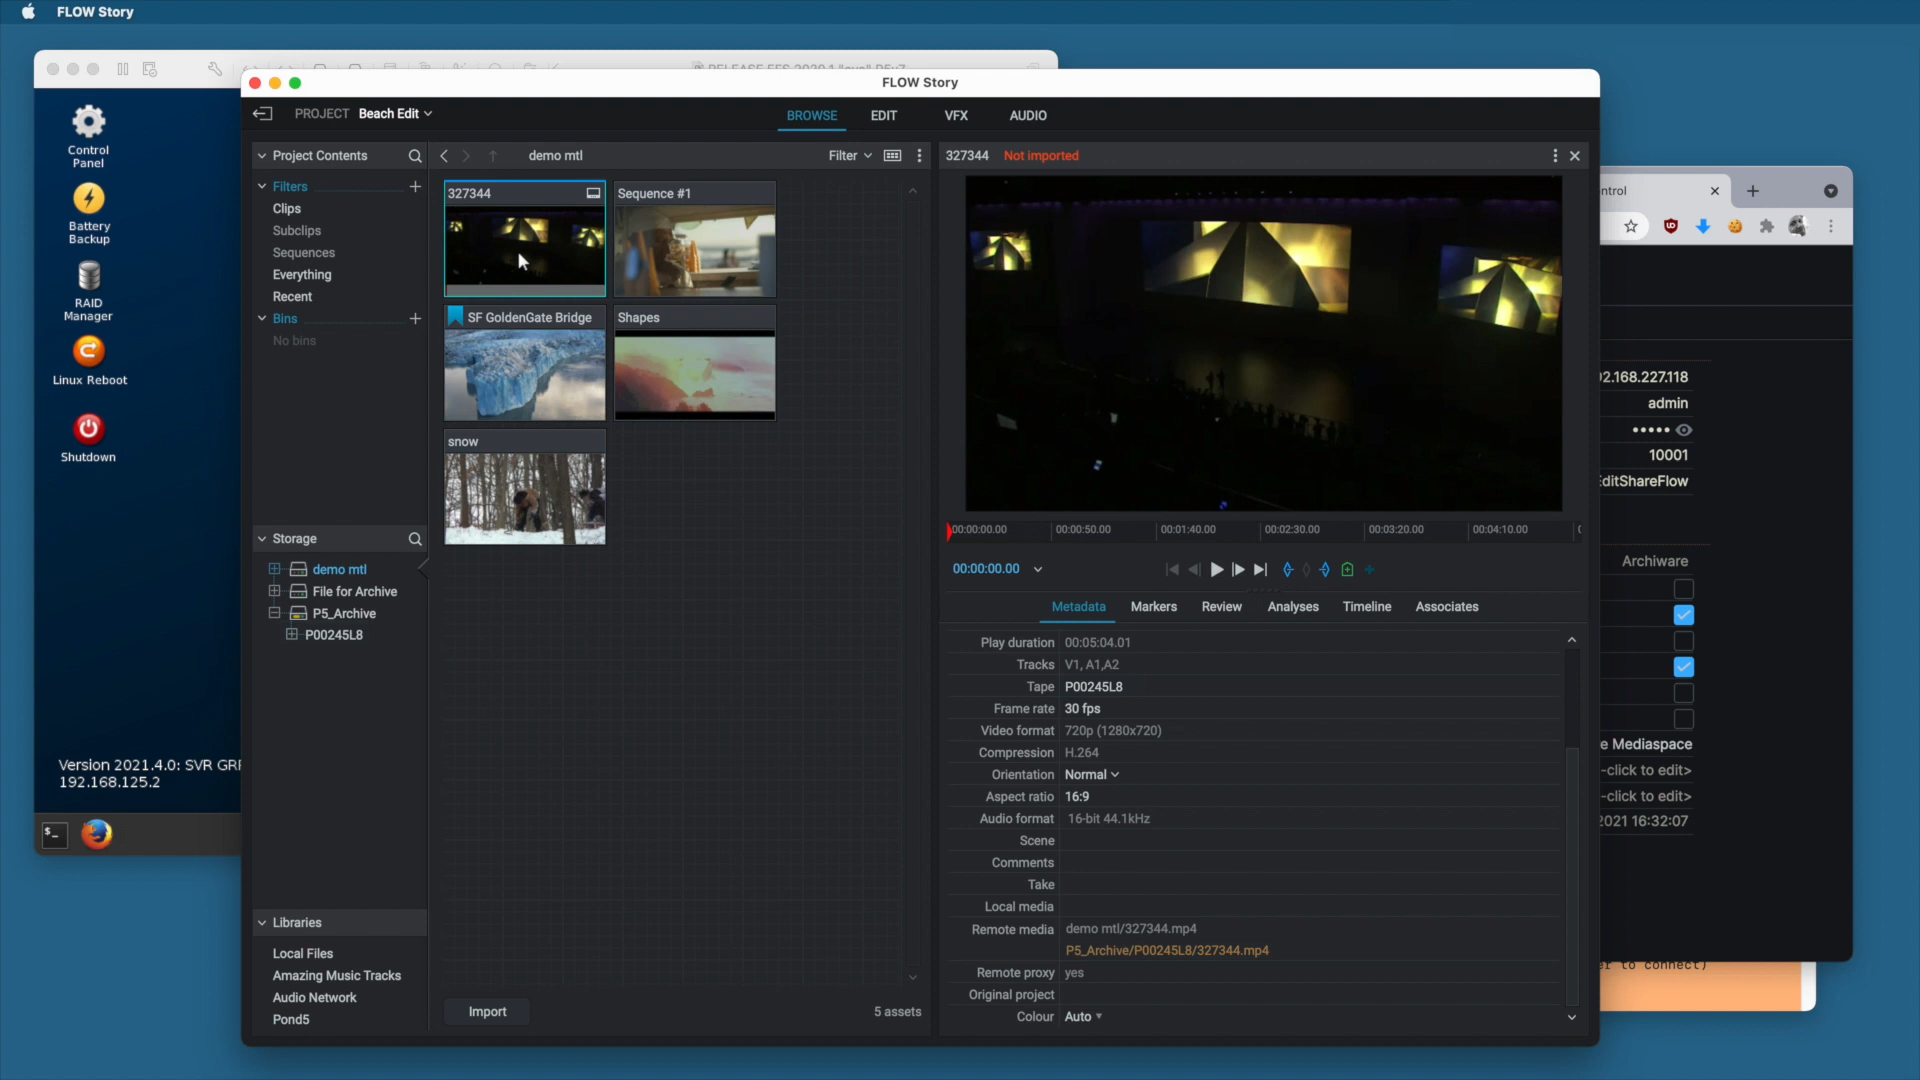 FLOW Story
FLOW Story
PROJECT Beach Edit
BROWSE EDIT VFX AUDIO
Control
Panel
Battery
Backup
RAID
Manager
Linux Reboot
Shutdown
Version 2021.4.0: SVR
192.168.125.2
Project Contents
Filters
Clips
Subclips
Sequences
Everything
Recent
Bins
No bins
Storage
demo mtl
File for Archive
P5_Archive
P00245L8
Libraries
Local Files
Amazing Music Tracks
Audio Network
Pond5
demo mtl
Filter
327344
Sequence #1
SF GoldenGate Bridge
Shapes
snow
Import
5 assets
327344 Not imported
00:00:00.00 00:00:50.00 00:01:40.00 00:02:30.00 00:03:20.00 00:04:10.00
00:00:00.00
Metadata Markers Review Analyses Timeline Associates
Play duration 00:05:04.01
Tracks V1, A1,A2
Tape P00245L8
Frame rate 30 fps
Video format 720p (1280x720)
Compression H.264
Orientation Normal
Aspect ratio 16:9
Audio format 16-bit 44.1kHz
Scene
Comments
Take
Local media
Remote media demo mtl/327344.mp4
P5_Archive/P00245L8/327344.mp4
Remote proxy yes
Original project
Colour Auto
ntrol
2.168.227.118
admin
10001
EditShareFlow
Archiware
e Mediaspace
-click to edit>
-click to edit>
2021 16:32:07
to connect)